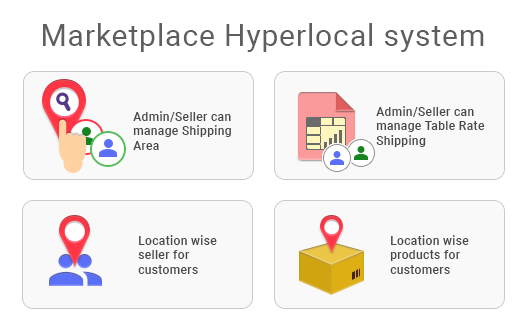 Marketplace Hyperlocal system
Admin/Seller can
manage Shipping
Area
Admin/Seller can
manage Table Rate
Shipping
Location wise
seller for
customers
Location wise
products for
customers